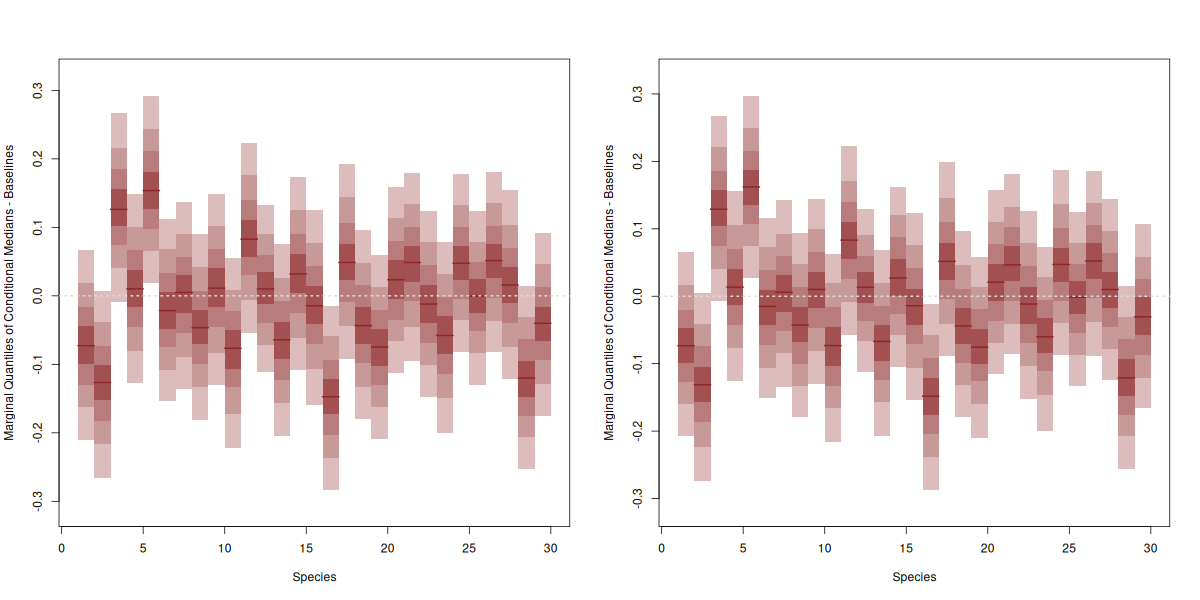 Marginal Quantiles of Conditional Medians - Baselines
0.3
0.2
0.1
0.0
-0.1
-0.2
-0.3
0 5 10 15 20 25 30
Species
Marginal Quantiles of Conditional Medians - Baselines
0.3
0.2
0.1
0.0
-0.1
-0.2
-0.3
0 5 10 15 20 25 30
Species